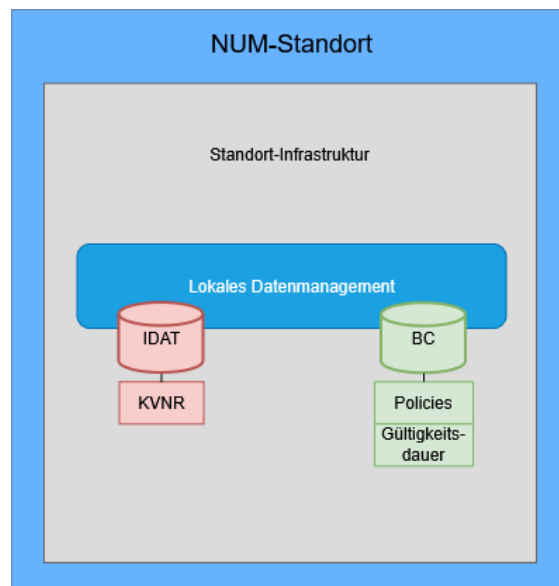 NUM-Standort
Standort-Infrastruktur
Lokales Datenmanagement
IDAT
BC
KVNR
Policies
Gültigkeits-
dauer